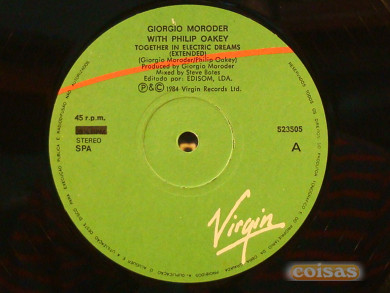 GIORGIO MORODER
WITH PHILIP OAKEY
TOGETHER IN ELECTRIC DREAMS
(EXTENDED)
(Giorgio Moroder/Philip Oakey)
Produced by Giorgio Moroder
Mixed by Steve Bates
Editado por: EDISOM, LDA.
Ⓟ&© 1984 Virgin Records Ltd.
45 r.p.m.
STEREO
SPA
523505
A
Virgin
coisas